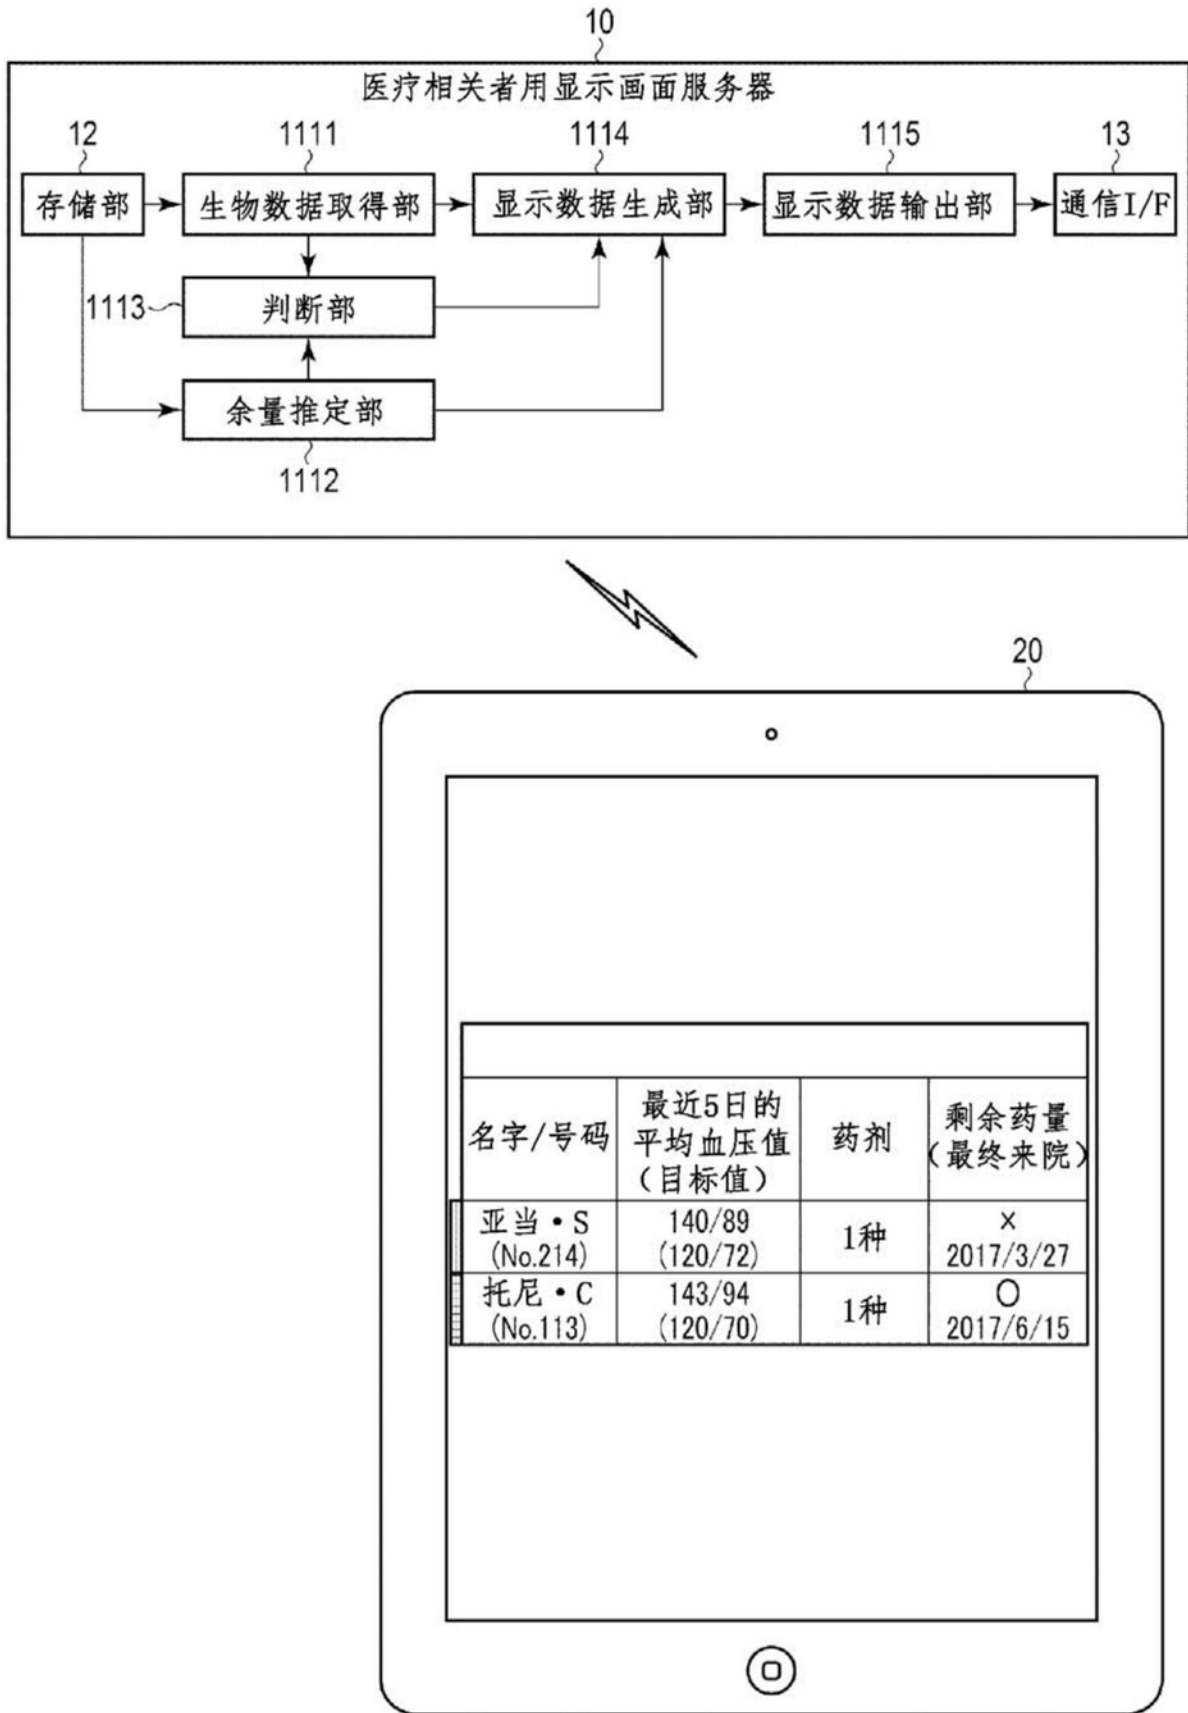 10
医疗相关者用显示画面服务器
12 1111 1114 1115 13
存储部 生物数据取得部 显示数据生成部 显示数据输出部 通信I/F
1113 判断部
余量推定部
1112
20
名字/号码 最近5日的平均血压值(目标值) 药剂 剩余药量(最终来院)
亚当·S 140/89 1种 ×
(No.214) (120/72) 2017/3/27
托尼·C 143/94 1种 ○
(No.113) (120/70) 2017/6/15